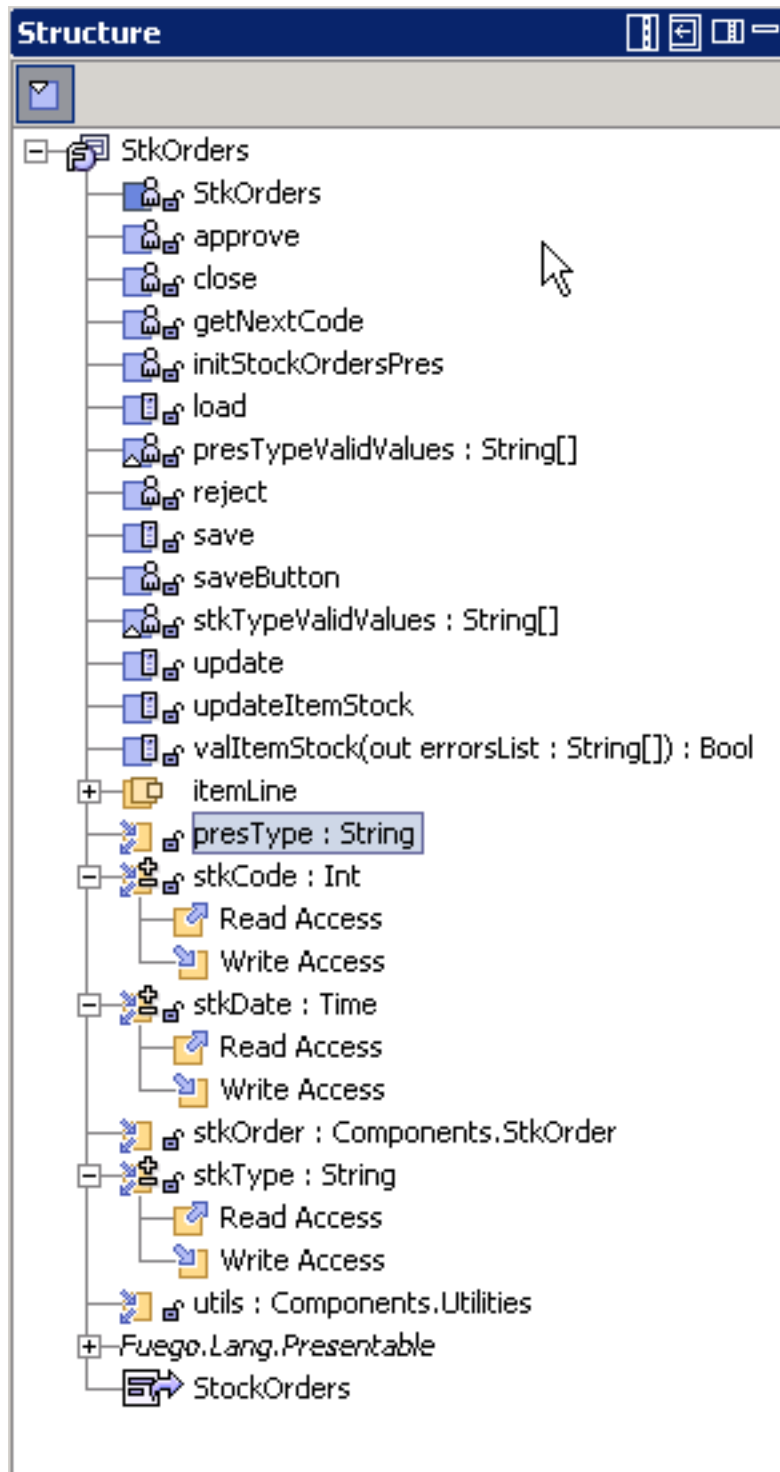 Structure
StkOrders
StkOrders
approve
close
getNextCode
initStockOrdersPres
load
presTypeValidValues : String[]
reject
save
saveButton
stkTypeValidValues : String[]
update
updateItemStock
valItemStock(out errorsList : String[]) : Bool
itemLine
presType : String
stkCode : Int
Read Access
Write Access
stkDate : Time
Read Access
Write Access
stkOrder : Components.StkOrder
stkType : String
Read Access
Write Access
utils : Components.Utilities
Fuego.Lang.Presentable
StockOrders